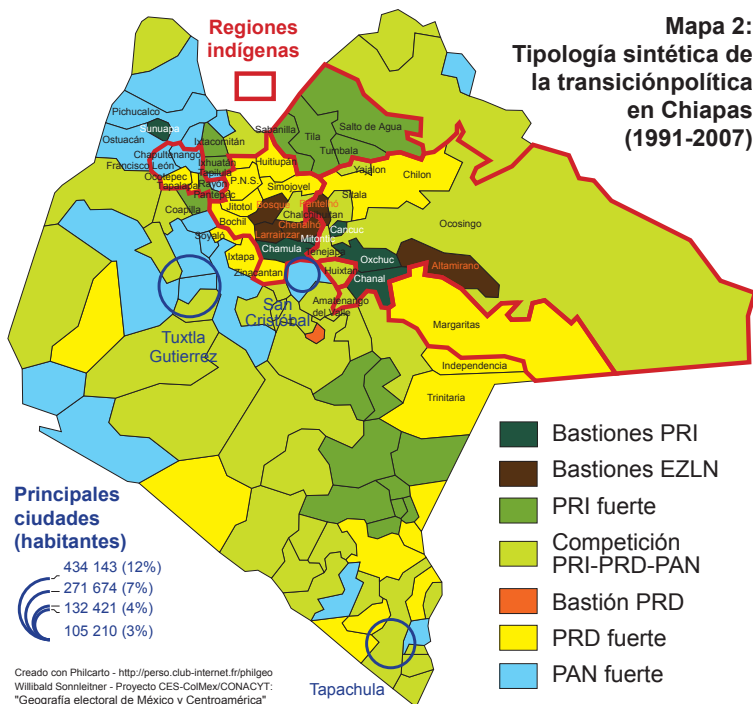 Mapa 2:
Tipología sintética de
la transiciónpolítica
en Chiapas
(1991-2007)
Regiones
indígenas
Pichucalco
Sunuapa
Ostuacán
Ixtacomitán
Chapultenango
Francisco León
Ixhuatán
Tapilula
Ocotepec
Rayón
Tapalapa
Pantepec
Coapilla
P.N.S.
Sabanilla
Huitiupán
Tila
Salto de Agua
Tumbala
Yajalon
Chilon
Simojovel
Sitala
Jitotol
Bosque
Pantelhó
Chalchihuitan
Bochil
Chenalhó
Larrainzar
Cancuc
Mitontic
Soyaló
Chamula
Tenejapa
Ixtapa
Zinacantan
Huixtan
Oxchuc
Chanal
Ocosingo
Altamirano
San
Cristóbal
Amatenango
del Valle
Tuxtla
Gutierrez
Margaritas
Independencia
Trinitaria
Bastiones PRI
Bastiones EZLN
PRI fuerte
Competición
PRI-PRD-PAN
Bastión PRD
PRD fuerte
PAN fuerte
Principales
ciudades
(habitantes)
434 143 (12%)
271 674 (7%)
132 421 (4%)
105 210 (3%)
Tapachula
Creado con Philcarto - http://perso.club-internet.fr/philgeo
Willibald Sonnleitner - Proyecto CES-ColMex/CONACYT:
"Geografía electoral de México y Centroamérica"